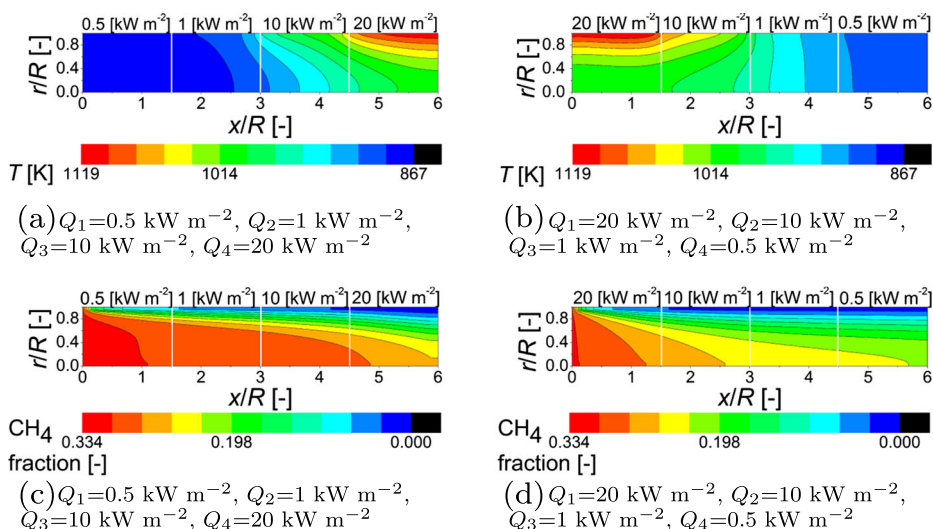 0.5 [kW m-2] 1 [kW m-2] 10 [kW m-2] 20 [kW m-2]
r/R [-]
0.8
0.4
0.0
0 1 2 3 4 5 6
x/R [-]
T [K] 1119 1014 867
(a) Q1=0.5 kW m−2, Q2=1 kW m−2,
Q3=10 kW m−2, Q4=20 kW m−2
20 [kW m-2] 10 [kW m-2] 1 [kW m-2] 0.5 [kW m-2]
r/R [-]
0.8
0.4
0.0
0 1 2 3 4 5 6
x/R [-]
T [K] 1119 1014 867
(b) Q1=20 kW m−2, Q2=10 kW m−2,
Q3=1 kW m−2, Q4=0.5 kW m−2
0.5 [kW m-2] 1 [kW m-2] 10 [kW m-2] 20 [kW m-2]
r/R [-]
0.8
0.4
0.0
0 1 2 3 4 5 6
x/R [-]
CH4
0.334 0.198 0.000
fraction [-]
(c) Q1=0.5 kW m−2, Q2=1 kW m−2,
Q3=10 kW m−2, Q4=20 kW m−2
20 [kW m-2] 10 [kW m-2] 1 [kW m-2] 0.5 [kW m-2]
r/R [-]
0.8
0.4
0.0
0 1 2 3 4 5 6
x/R [-]
CH4
0.334 0.198 0.000
fraction [-]
(d) Q1=20 kW m−2, Q2=10 kW m−2,
Q3=1 kW m−2, Q4=0.5 kW m−2